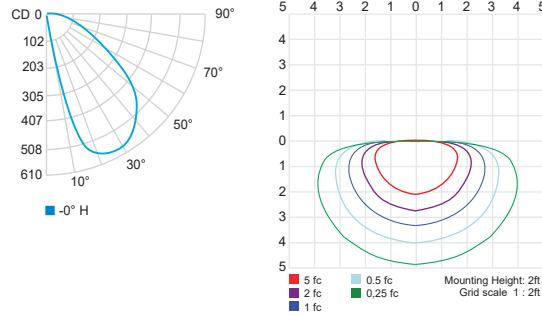 CD 0
102
203
305
407
508
610
10°
30°
50°
70°
90°
-0° H
5 4 3 2 1 0 1 2 3 4 5
4
3
2
1
0
1
2
3
4
5
5 fc
2 fc
1 fc
0.5 fc
0,25 fc
Mounting Height: 2ft
Grid scale 1 : 2ft